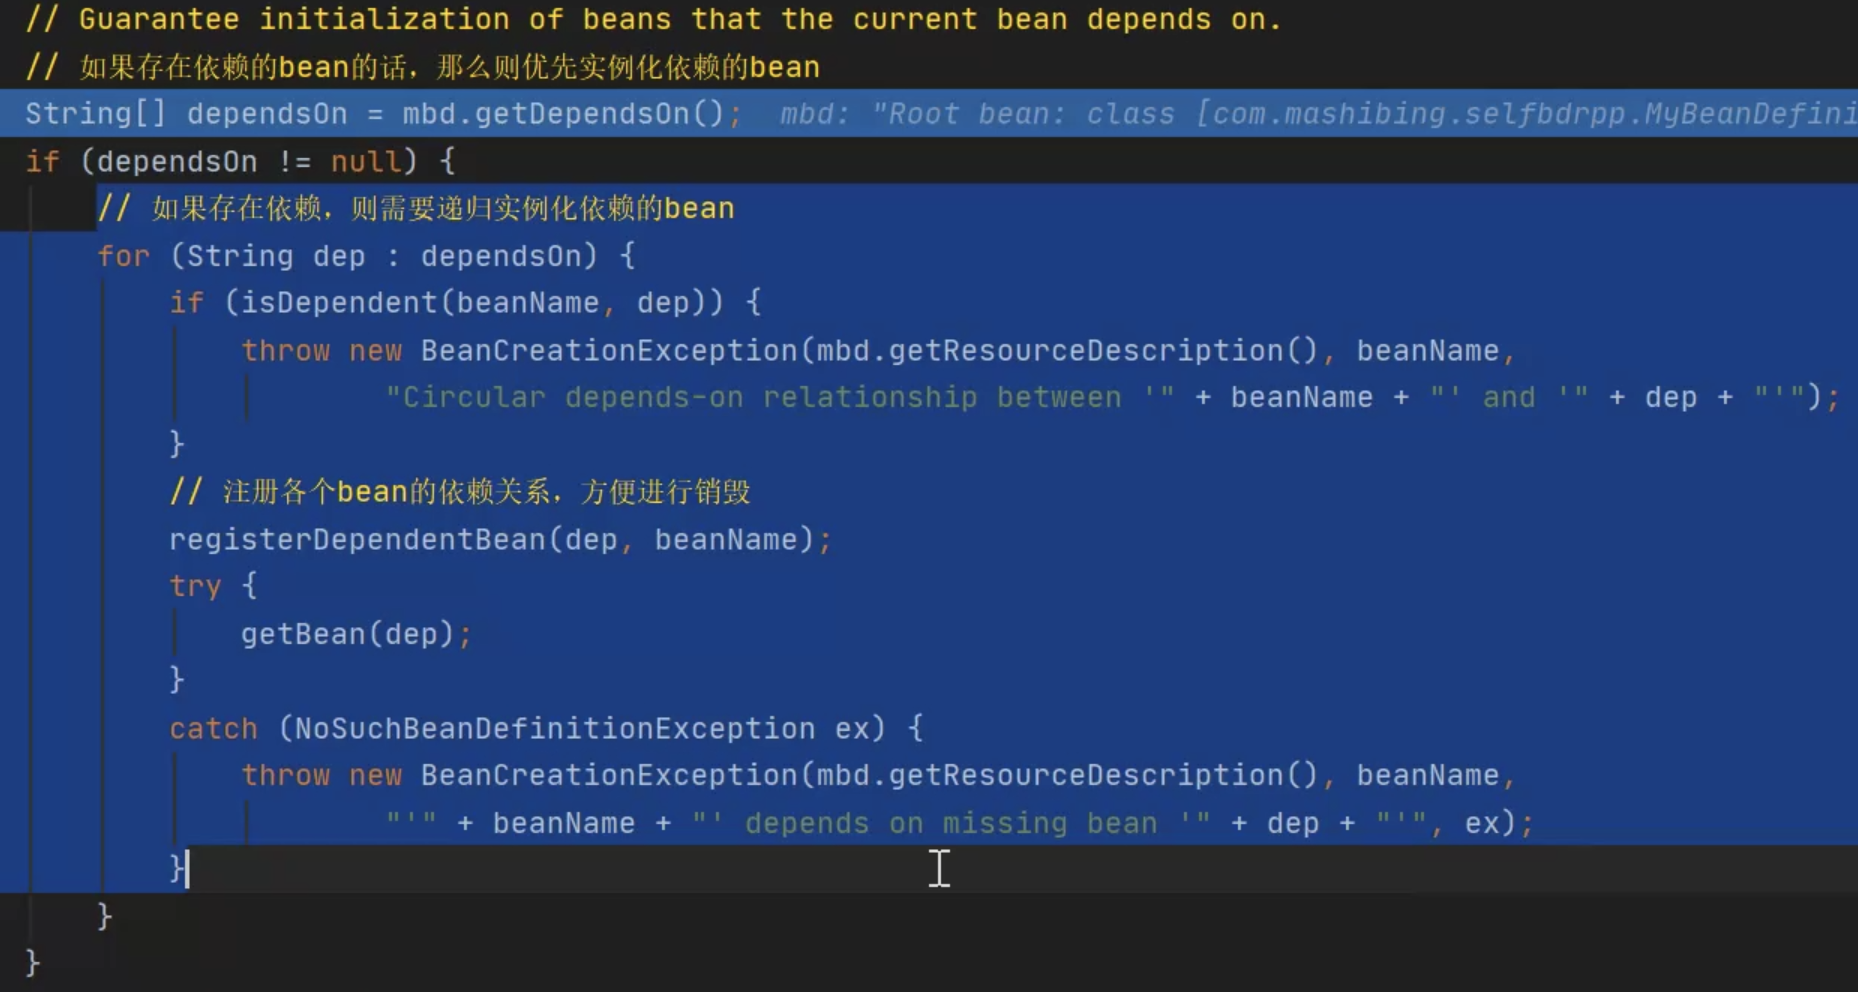 // Guarantee initialization of beans that the current bean depends on.
// 如果存在依赖的bean的话，那么则优先实例化依赖的bean
String[] dependsOn = mbd.getDependsOn();  mbd: "Root bean: class [com.mashibing.selfbdrpp.MyBeanDefini
if (dependsOn != null) {
// 如果存在依赖，则需要递归实例化依赖的bean
for (String dep : dependsOn) {
if (isDependent(beanName, dep)) {
throw new BeanCreationException(mbd.getResourceDescription(), beanName,
"Circular depends-on relationship between '" + beanName + "' and '" + dep + "'");
}
// 注册各个bean的依赖关系，方便进行销毁
registerDependentBean(dep, beanName);
try {
getBean(dep);
}
catch (NoSuchBeanDefinitionException ex) {
throw new BeanCreationException(mbd.getResourceDescription(), beanName,
"'" + beanName + "' depends on missing bean '" + dep + "'", ex);
}
}
}